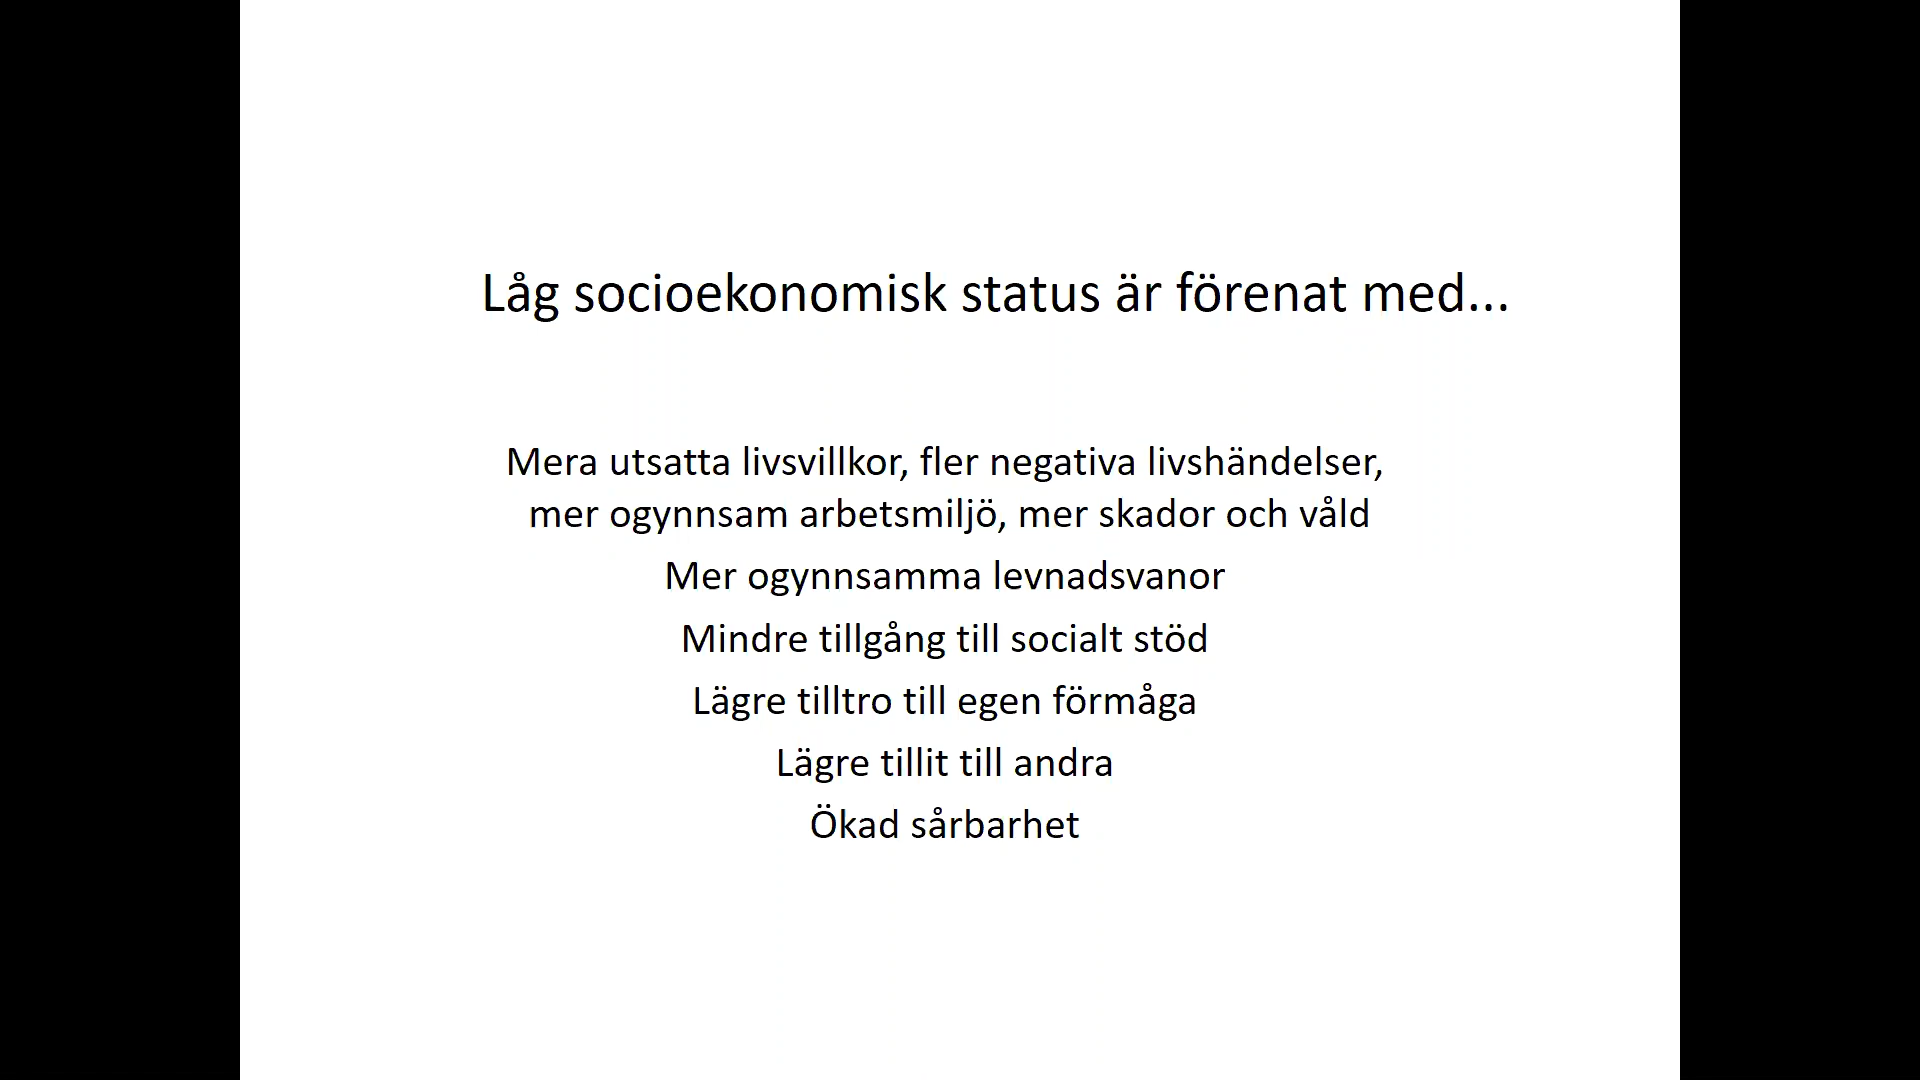 Låg socioekonomisk status är förenat med...
Mera utsatta livsvillkor, fler negativa livshändelser,
mer ogynnsam arbetsmiljö, mer skador och våld
Mer ogynnsamma levnadsvanor
Mindre tillgång till socialt stöd
Lägre tilltro till egen förmåga
Lägre tillit till andra
Ökad sårbarhet